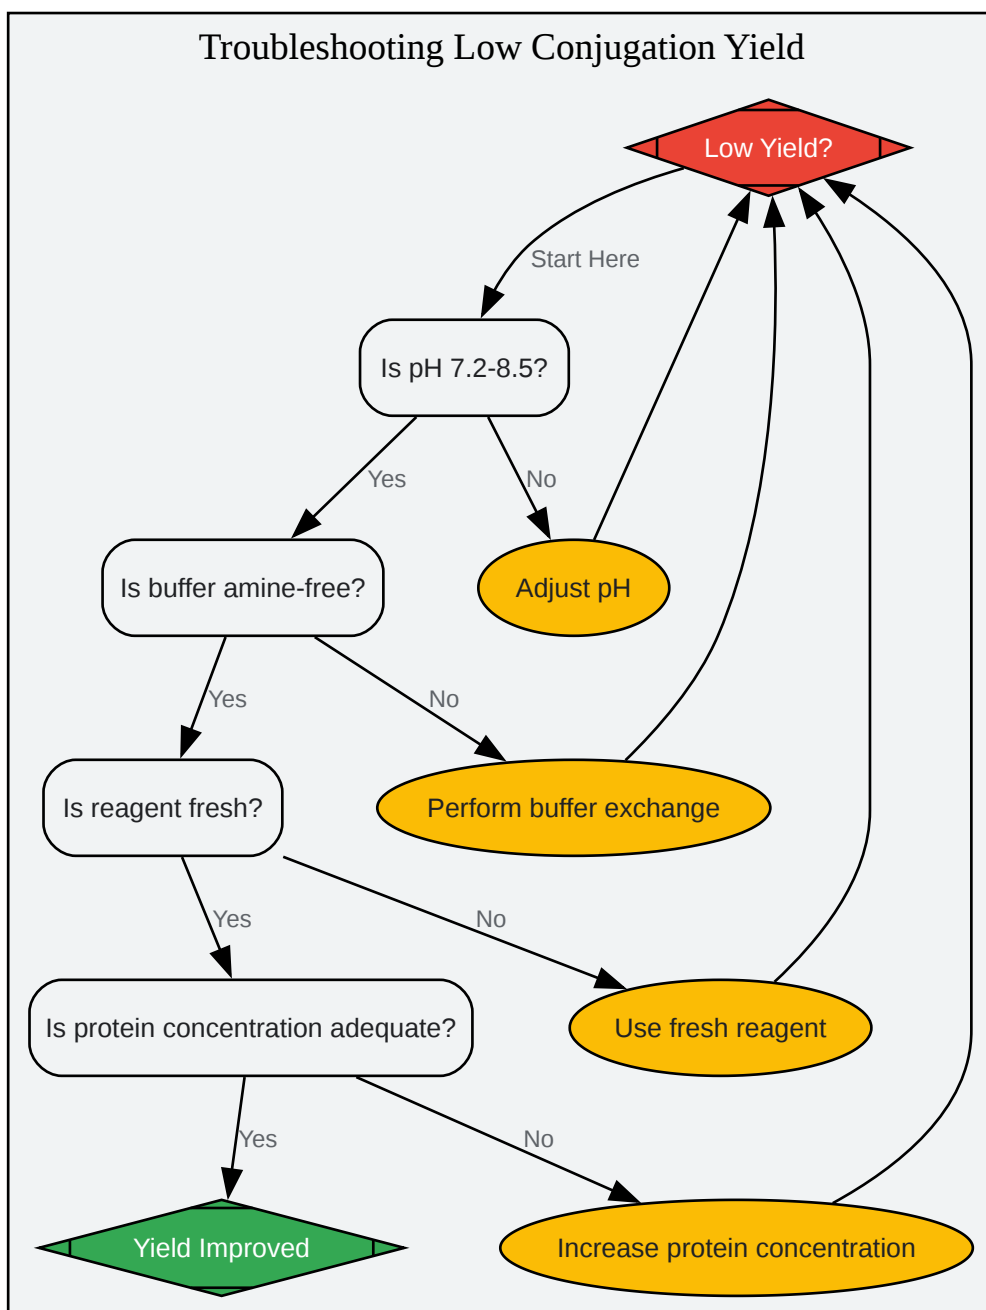 Troubleshooting Low Conjugation Yield
Low Yield?
Start Here
Is pH 7.2-8.5?
Yes
No
Is buffer amine-free?
Adjust pH
Yes
No
Is reagent fresh?
Perform buffer exchange
Yes
No
Is protein concentration adequate?
Use fresh reagent
Yes
No
Yield Improved
Increase protein concentration